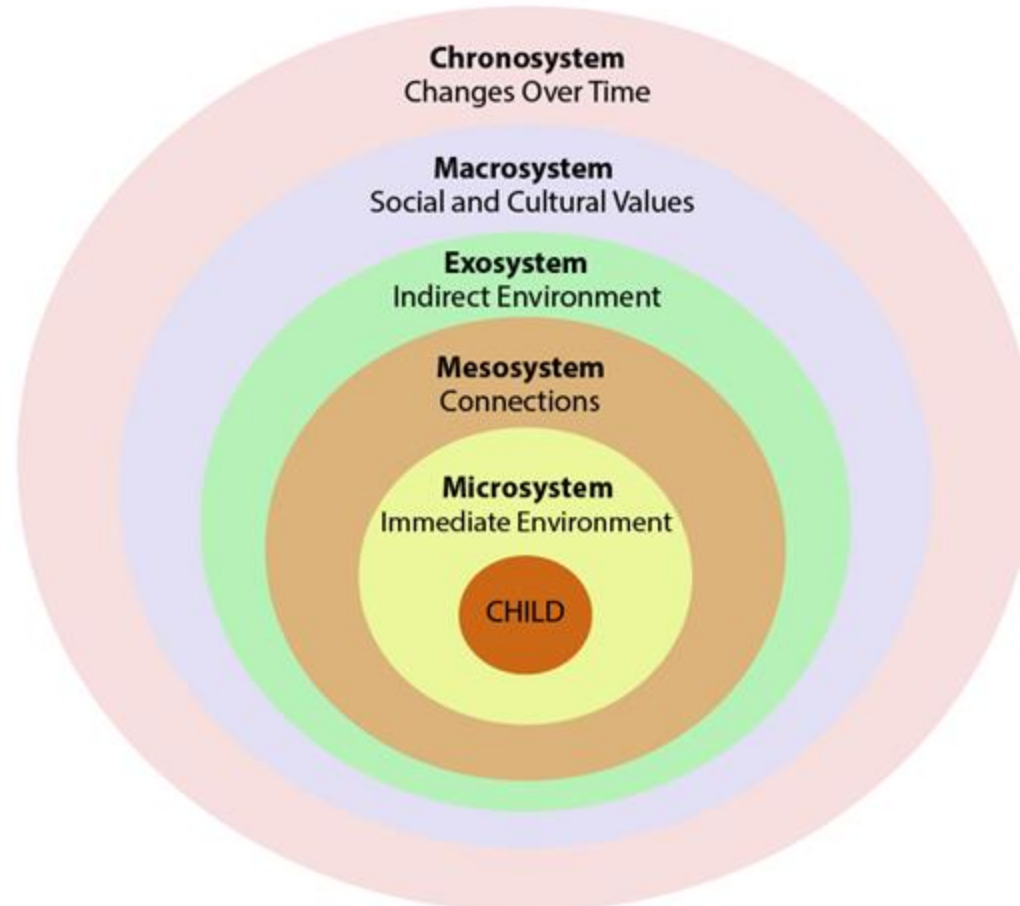 Chronosystem
Changes Over Time
Macrosystem
Social and Cultural Values
Exosystem
Indirect Environment
Mesosystem
Connections
Microsystem
Immediate Environment
CHILD